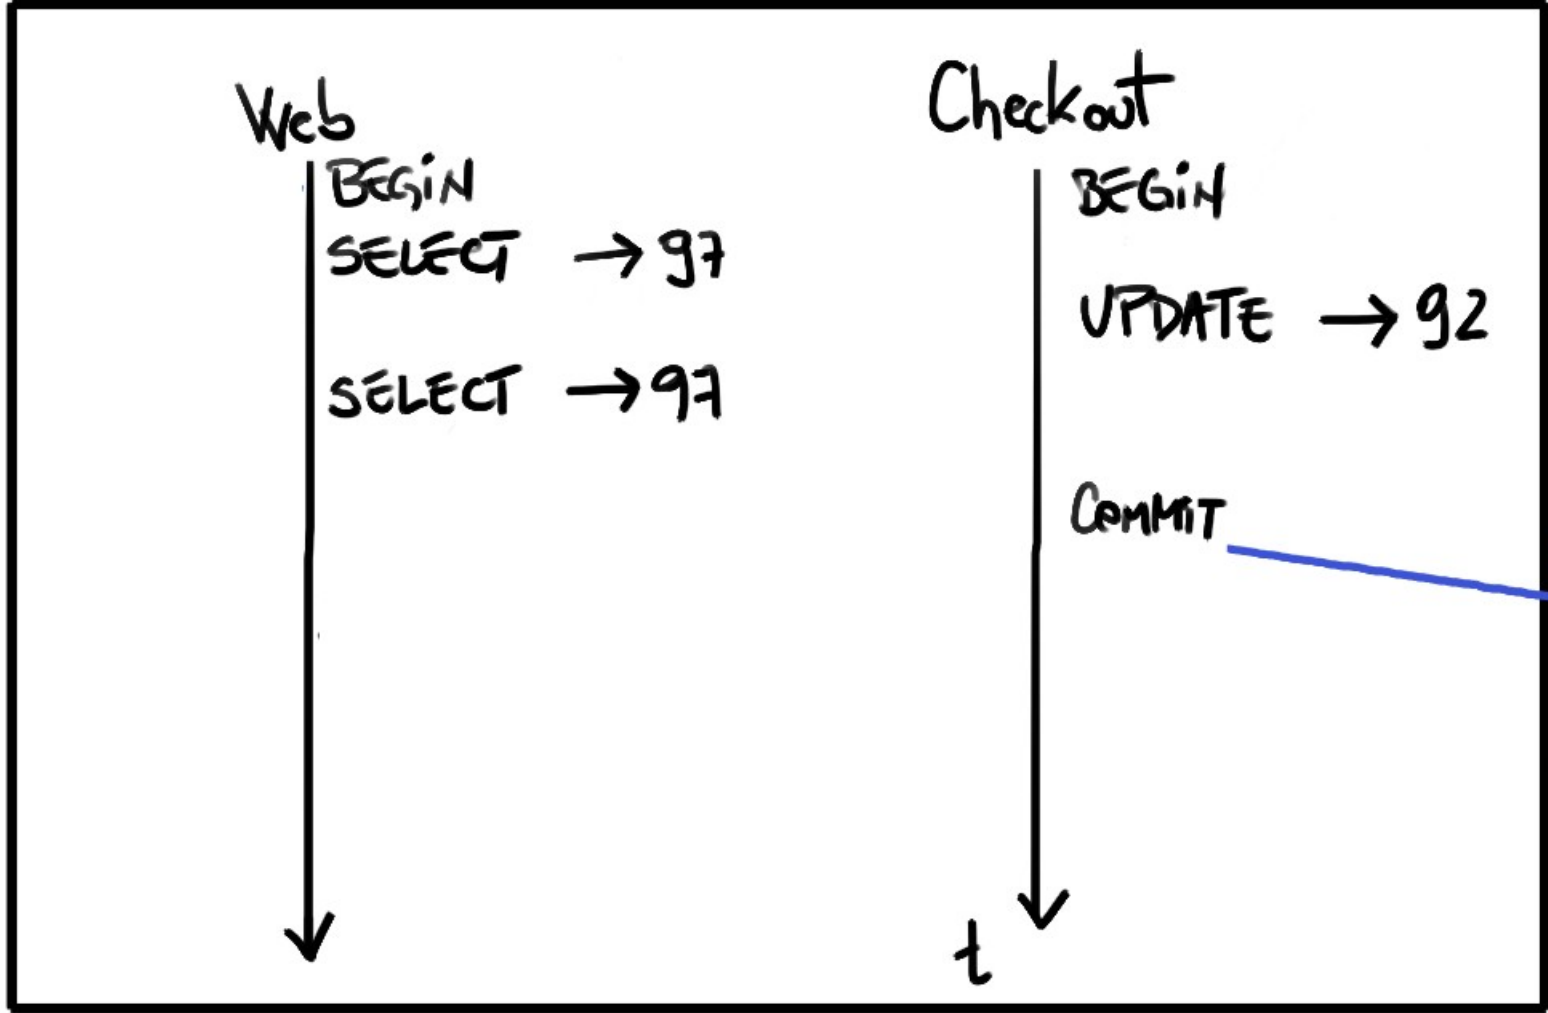 Web
BEGIN
SELECT → 97
SELECT → 97
Checkout
BEGIN
UPDATE → 92
COMMIT
t